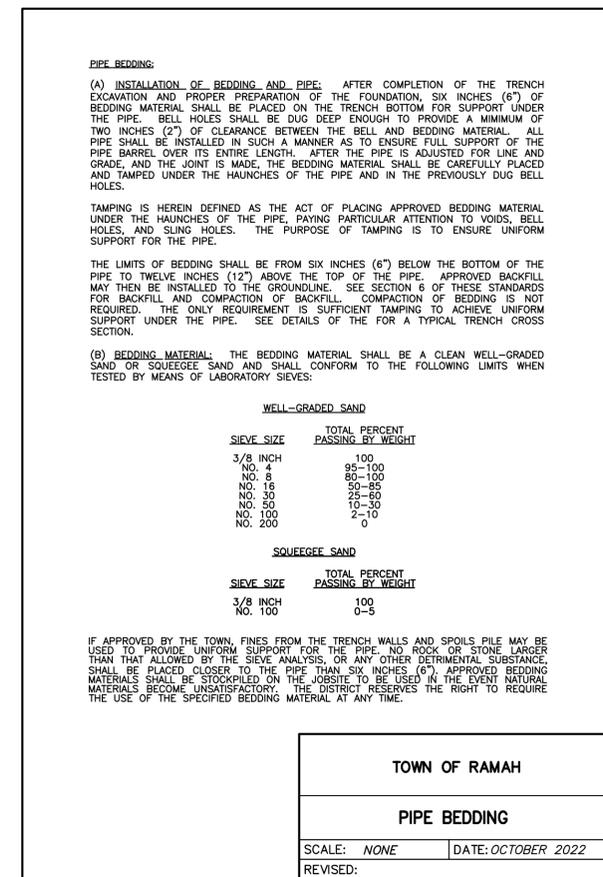 PIPE BEDDING:
(A) INSTALLATION OF BEDDING AND PIPE: AFTER COMPLETION OF THE TRENCH
EXCAVATION AND PROPER PREPARATION OF THE FOUNDATION, SIX INCHES (6") OF
BEDDING MATERIAL SHALL BE PLACED ON THE TRENCH BOTTOM FOR SUPPORT UNDER
THE PIPE. BELL HOLES SHALL BE DUG DEEP ENOUGH TO PROVIDE A MIMIMUM OF
TWO INCHES (2") OF CLEARANCE BETWEEN THE BELL AND BEDDING MATERIAL. ALL
PIPE SHALL BE INSTALLED IN SUCH A MANNER AS TO ENSURE FULL SUPPORT OF THE
PIPE BARREL OVER ITS ENTIRE LENGTH. AFTER THE PIPE IS ADJUSTED FOR LINE AND
GRADE, AND THE JOINT IS MADE, THE BEDDING MATERIAL SHALL BE CAREFULLY PLACED
AND TAMPED UNDER THE HAUNCHES OF THE PIPE AND IN THE PREVIOUSLY DUG BELL
HOLES.
TAMPING IS HEREIN DEFINED AS THE ACT OF PLACING APPROVED BEDDING MATERIAL
UNDER THE HAUNCHES OF THE PIPE, PAYING PARTICULAR ATTENTION TO VOIDS, BELL
HOLES, AND SLING HOLES. THE PURPOSE OF TAMPING IS TO ENSURE UNIFORM
SUPPORT FOR THE PIPE.
THE LIMITS OF BEDDING SHALL BE FROM SIX INCHES (6") BELOW THE BOTTOM OF THE
PIPE TO TWELVE INCHES (12") ABOVE THE TOP OF THE PIPE. APPROVED BACKFILL
MAY THEN BE INSTALLED TO THE GROUNDLINE. SEE SECTION 6 OF THESE STANDARDS
FOR BACKFILL AND COMPACTION OF BACKFILL. COMPACTION OF BEDDING IS NOT
REQUIRED. THE ONLY REQUIREMENT IS SUFFICIENT TAMPING TO ACHIEVE UNIFORM
SUPPORT UNDER THE PIPE. SEE DETAILS OF THE FOR A TYPICAL TRENCH CROSS
SECTION.
(B) BEDDING MATERIAL: THE BEDDING MATERIAL SHALL BE A CLEAN WELL-GRADED
SAND OR SQUEEGEE SAND AND SHALL CONFORM TO THE FOLLOWING LIMITS WHEN
TESTED BY MEANS OF LABORATORY SIEVES:
WELL-GRADED SAND
TOTAL PERCENT
SIEVE SIZE PASSING BY WEIGHT
3/8 INCH 100
NO. 4 95-100
NO. 8 80-100
NO. 16 50-85
NO. 30 25-60
NO. 50 10-30
NO. 100 2-10
NO. 200 0
SQUEEGEE SAND
TOTAL PERCENT
SIEVE SIZE PASSING BY WEIGHT
3/8 INCH 100
NO. 100 0-5
IF APPROVED BY THE TOWN, FINES FROM THE TRENCH WALLS AND SPOILS PILE MAY BE
USED TO PROVIDE UNIFORM SUPPORT FOR THE PIPE. NO ROCK OR STONE LARGER
THAN THAT ALLOWED BY THE SIEVE ANALYSIS, OR ANY OTHER DETRIMENTAL SUBSTANCE,
SHALL BE PLACED CLOSER TO THE PIPE THAN SIX INCHES (6"). APPROVED BEDDING
MATERIALS SHALL BE STOCKPILED ON THE JOBSITE TO BE USED IN THE EVENT NATURAL
MATERIALS BECOME UNSATISFACTORY. THE DISTRICT RESERVES THE RIGHT TO REQUIRE
THE USE OF THE SPECIFIED BEDDING MATERIAL AT ANY TIME.
TOWN OF RAMAH
PIPE BEDDING
SCALE: NONE DATE: OCTOBER 2022
REVISED: